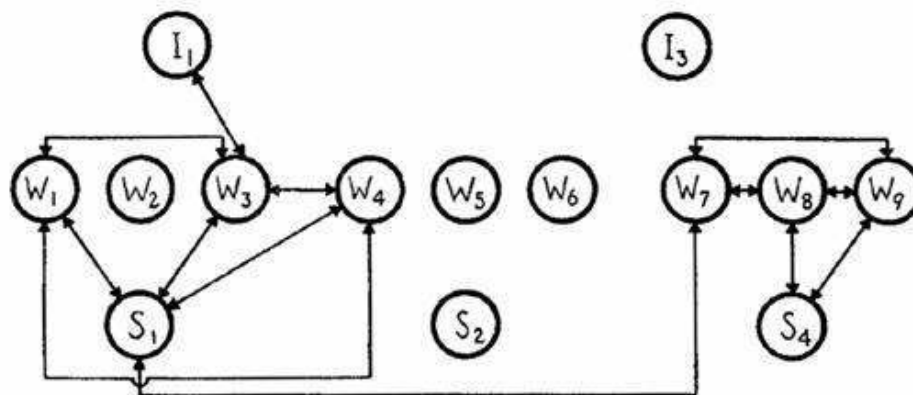 I₁ I₃
W₁ W₂ W₃ W₄ W₅ W₆ W₇ W₈ W₉
S₁ S₂ S₄